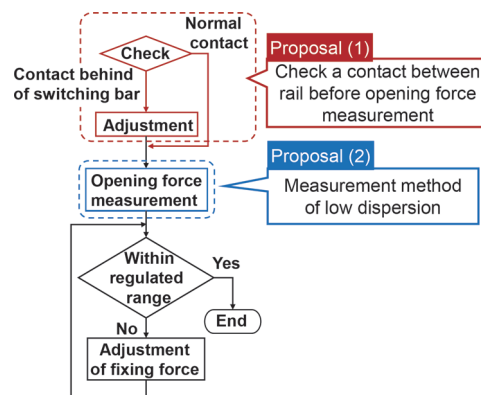 Normal
contact
Check
Contact behind
of switching bar
Adjustment
Proposal (1)
Check a contact between
rail before opening force
measurement
Proposal (2)
Opening force
measurement
Measurement method
of low dispersion
Within
regulated
range
Yes
End
No
Adjustment
of fixing force